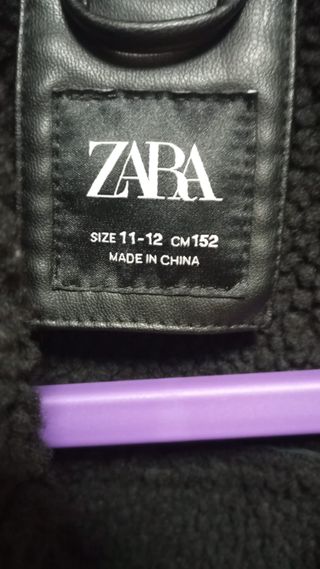 ZARA
SIZE 11-12 CM 152
MADE IN CHINA